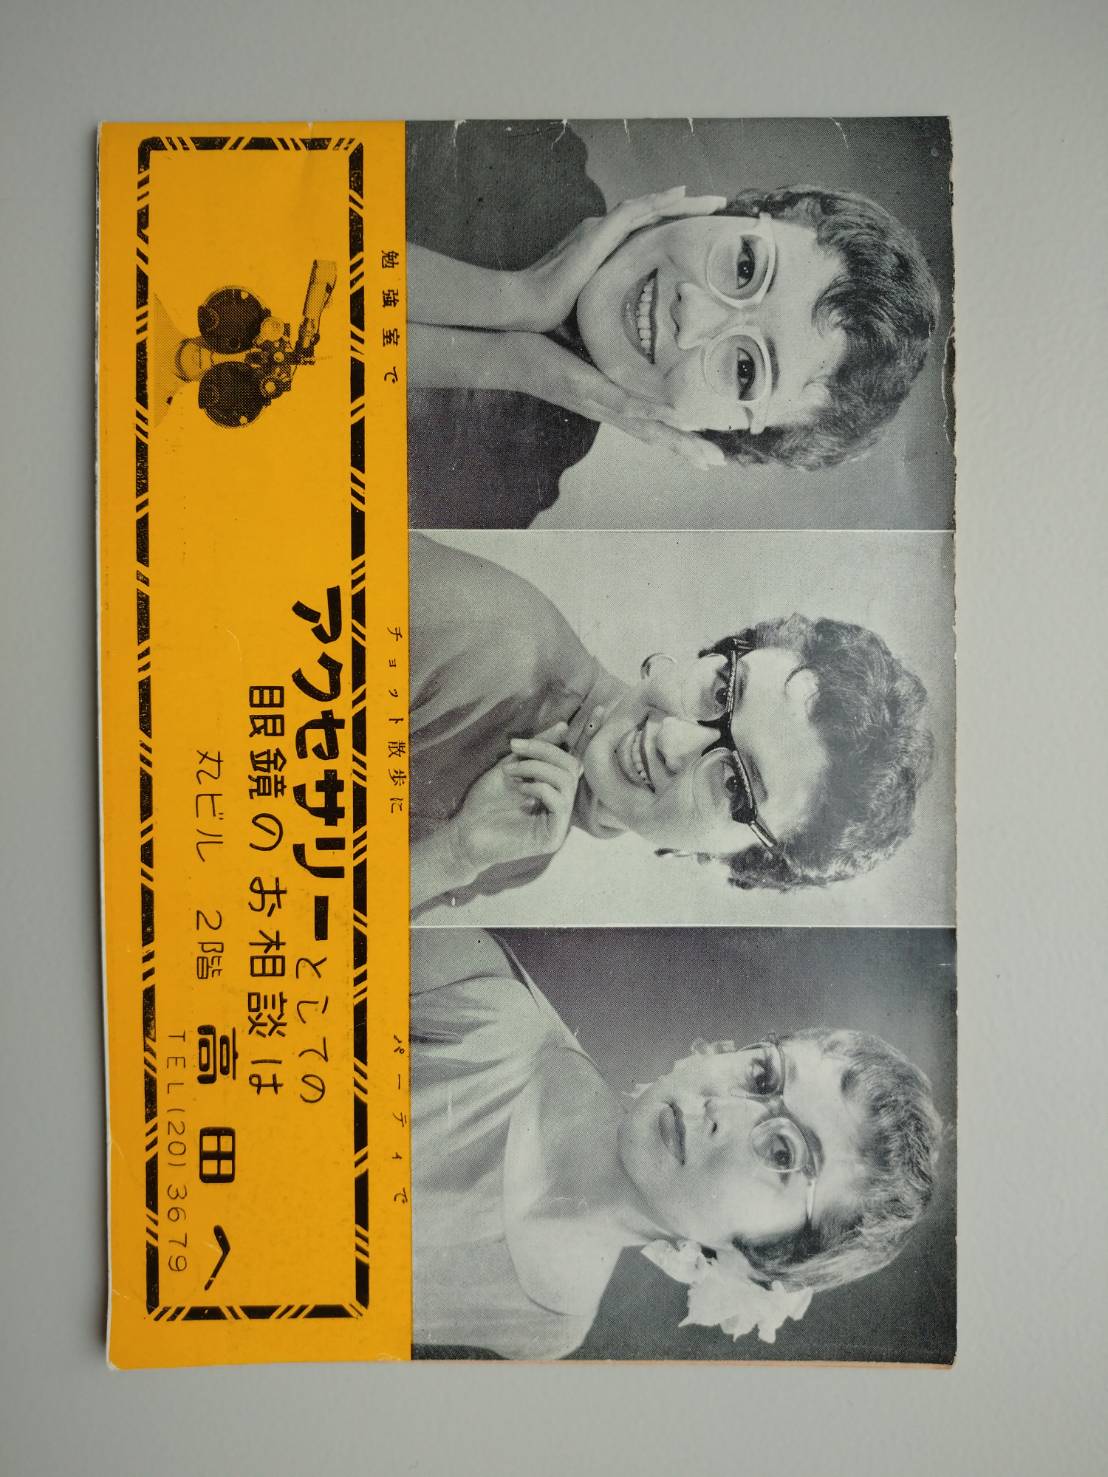 勉強室で
チョット散歩に
パーティで
アクセサリーとしての
眼鏡のお相談は
丸ビル 2階 高田へ
TEL(20)3679